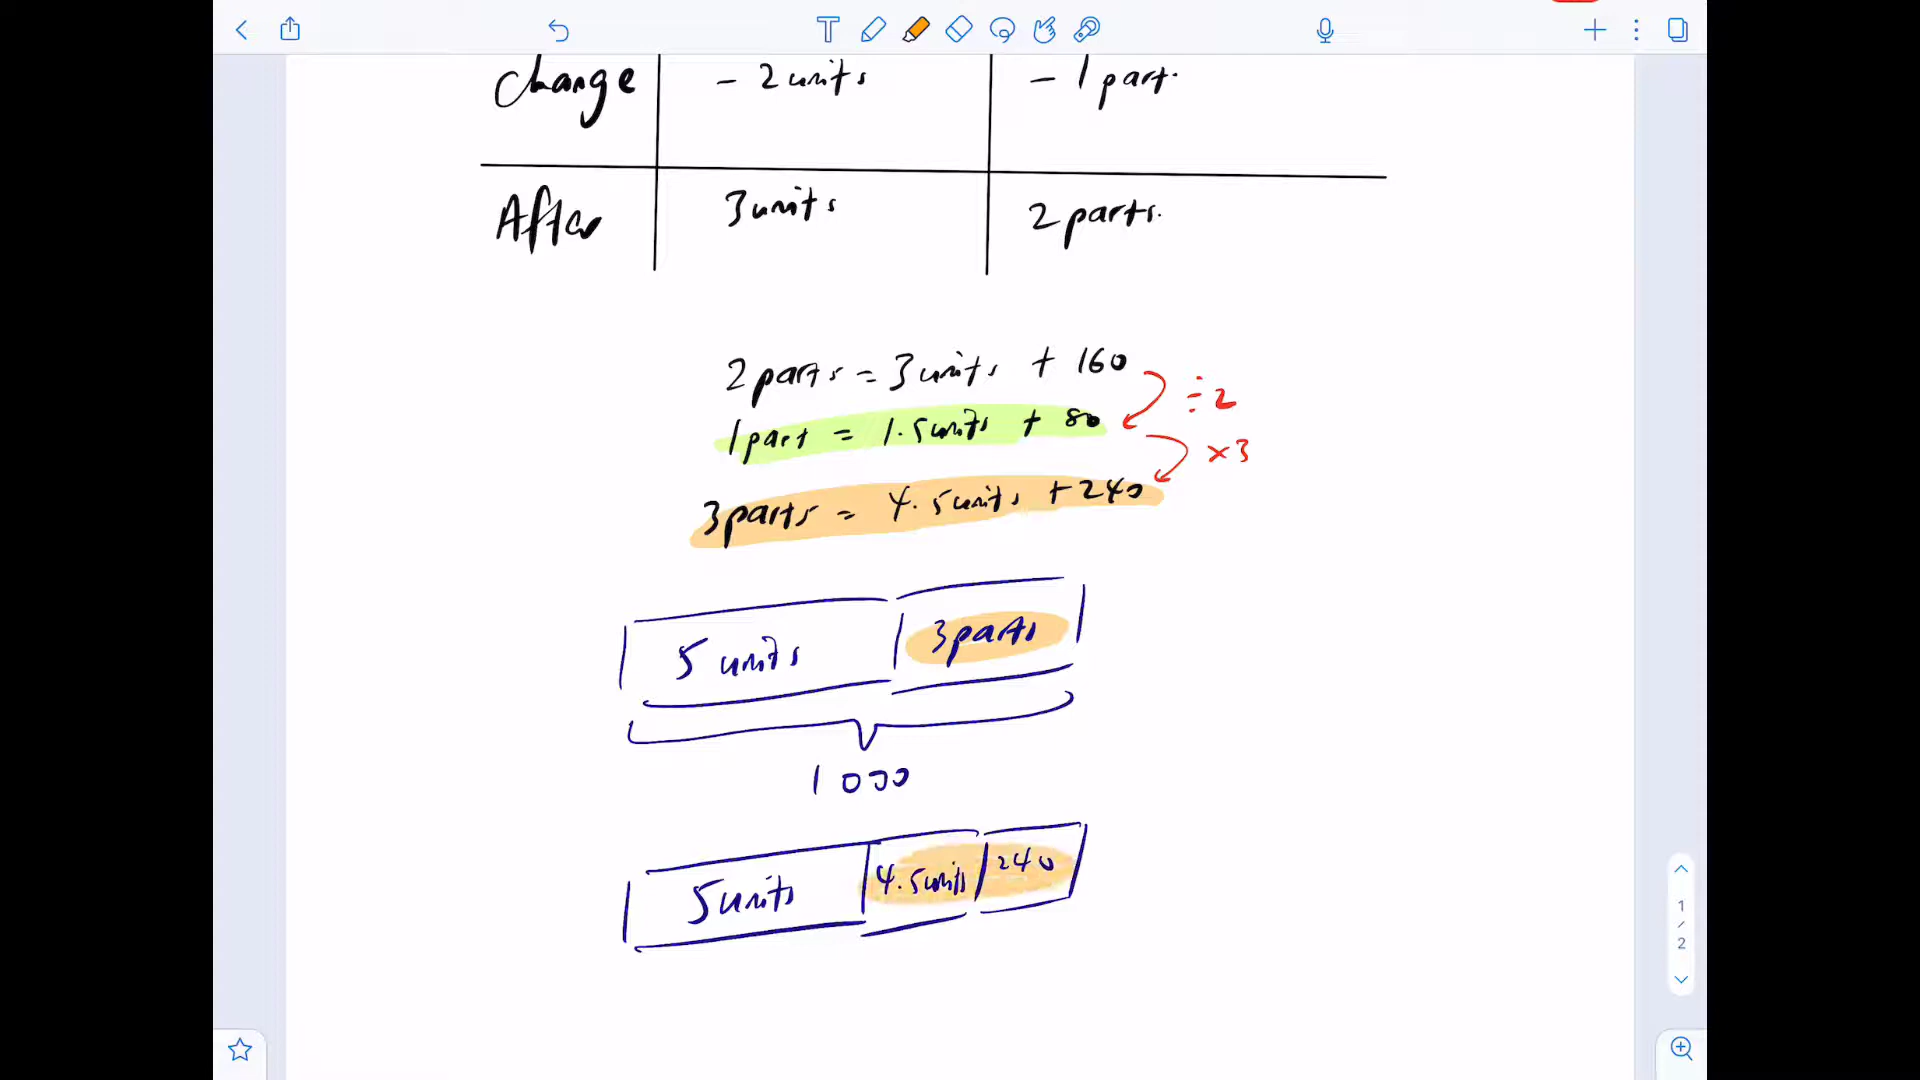 Change - 2 units - 1 part.
After 3 units 2 parts.
2 parts = 3 units + 160
÷ 2
1 part = 1.5 units + 80
× 3
3 parts = 4.5 units + 240
5 units 3 parts
1000
5 units 4.5 units 240
1
/
2